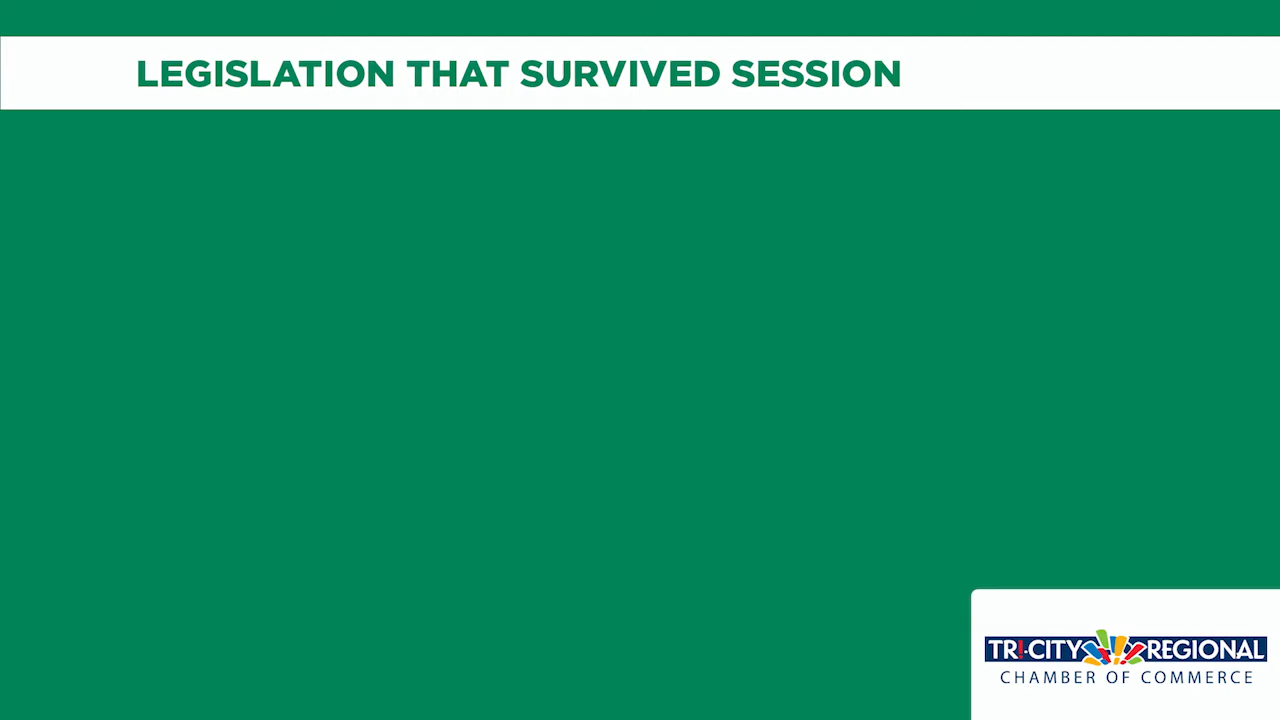 LEGISLATION THAT SURVIVED SESSION
TRI-CITY REGIONAL
CHAMBER OF COMMERCE